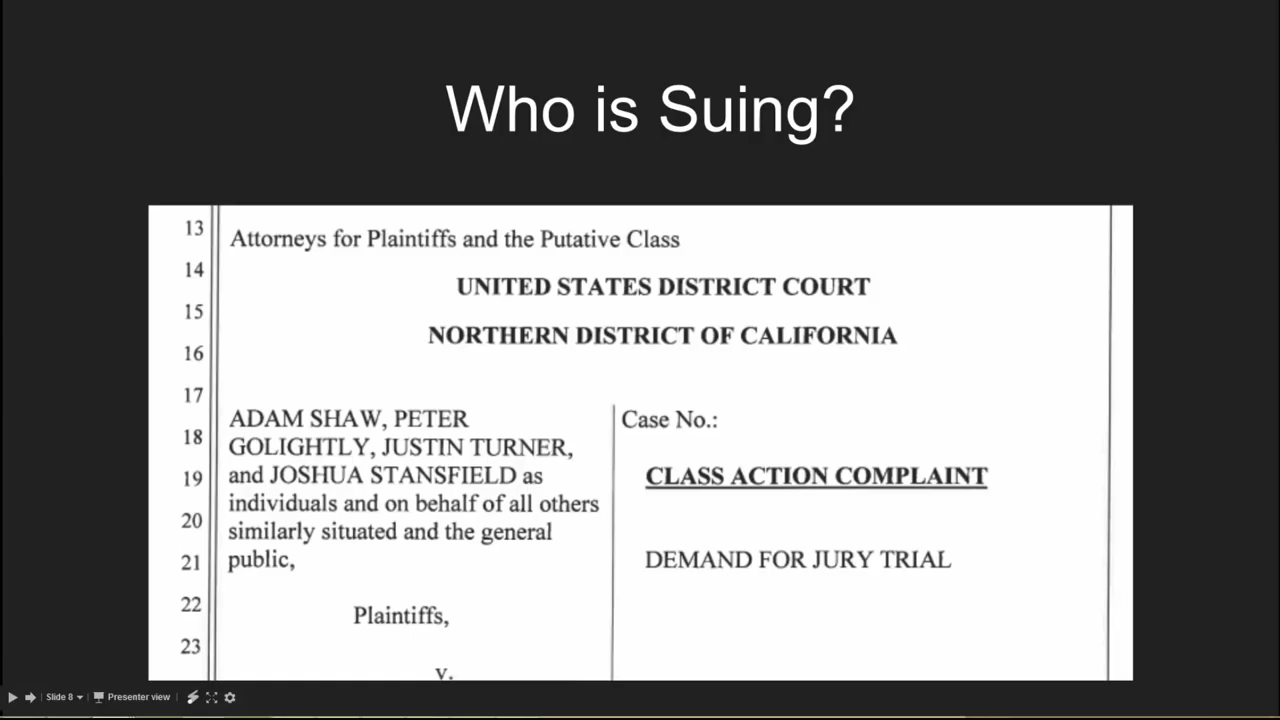 Who is Suing?
13
Attorneys for Plaintiffs and the Putative Class
14
UNITED STATES DISTRICT COURT
15
NORTHERN DISTRICT OF CALIFORNIA
16
17
ADAM SHAW, PETER
18
GOLIGHTLY, JUSTIN TURNER,
19
and JOSHUA STANSFIELD as
individuals and on behalf of all others
20
similarly situated and the general
21
public,
22
Plaintiffs,
23
v.
Case No.:
CLASS ACTION COMPLAINT
DEMAND FOR JURY TRIAL
Slide 8 Presenter view